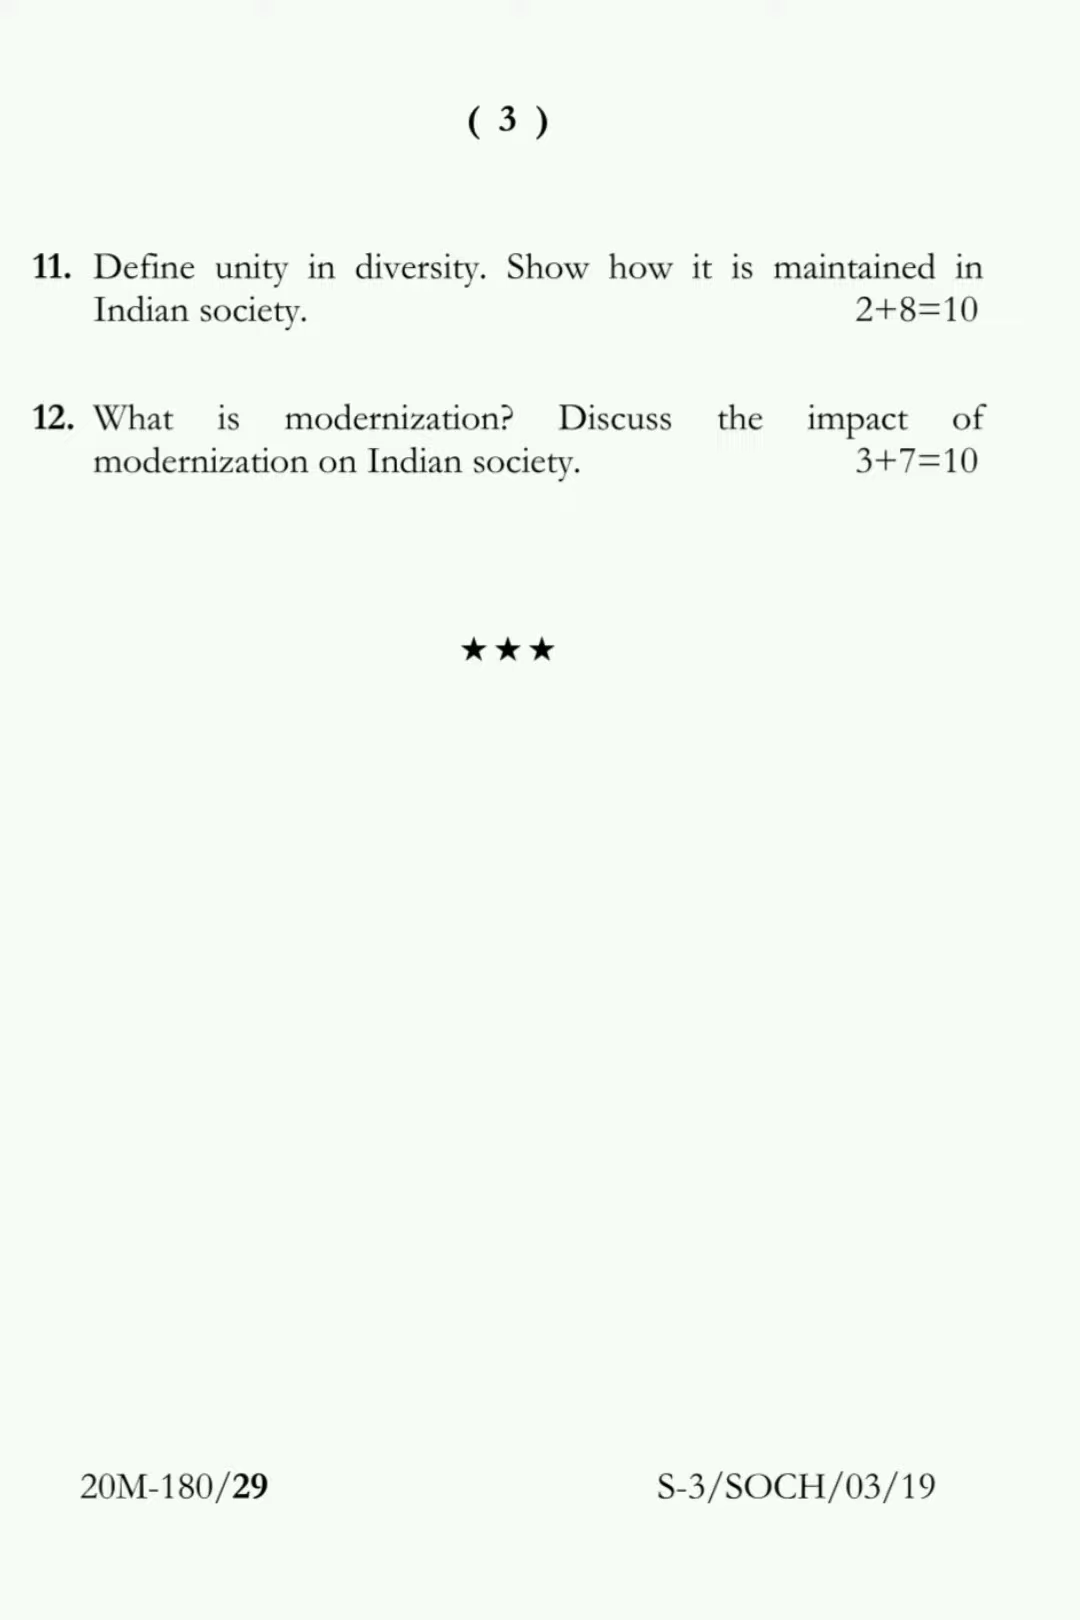 ( 3 )
11. Define unity in diversity. Show how it is maintained in
Indian society. 2+8=10
12. What is modernization? Discuss the impact of
modernization on Indian society. 3+7=10
★★★
20M-180/29 S-3/SOCH/03/19